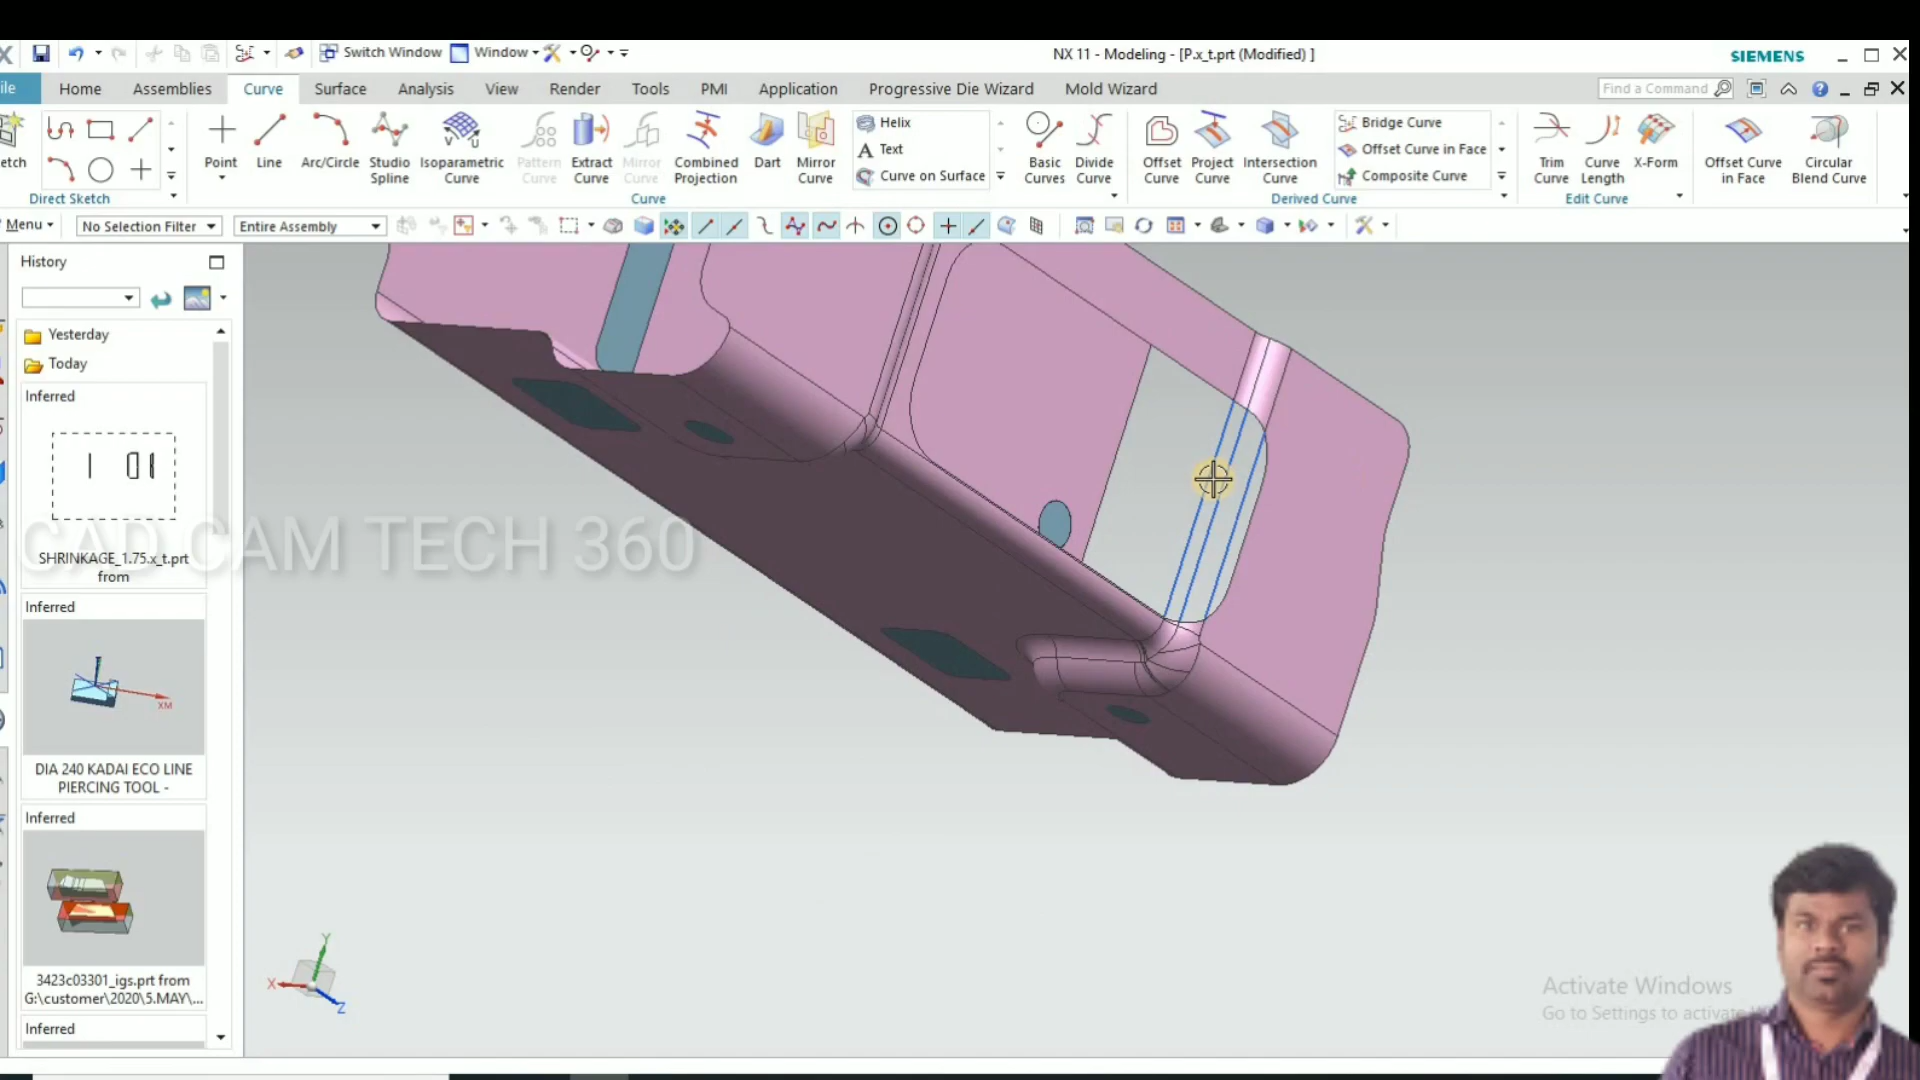 Switch Window
Window
NX 11 - Modeling - [P.x_t.prt (Modified) ]
SIEMENS
Home
Assemblies
Curve
Surface
Analysis
View
Render
Tools
PMI
Application
Progressive Die Wizard
Mold Wizard
Find a Command
Point
Line
Arc/Circle
Studio
Spline
Isoparametric
Curve
Pattern
Curve
Extract
Curve
Mirror
Curve
Combined
Projection
Dart
Mirror
Curve
Helix
A Text
Curve on Surface
Basic
Curves
Divide
Curve
Offset
Curve
Project
Curve
Intersection
Curve
Bridge Curve
Offset Curve in Face
Composite Curve
Trim
Curve
Curve
Length
X-Form
Offset Curve
in Face
Circular
Blend Curve
Direct Sketch
Curve
Derived Curve
Edit Curve
Menu
No Selection Filter
Entire Assembly
History
Yesterday
Today
Inferred
SHRINKAGE_1.75.x_t.prt
from
Inferred
XM
DIA 240 KADAI ECO LINE
PIERCING TOOL -
Inferred
3423c03301_igs.prt from
G:\customer\2020\5.MAY\...
Inferred
CAD CAM TECH 360
X
Y
Z
Activate Windows